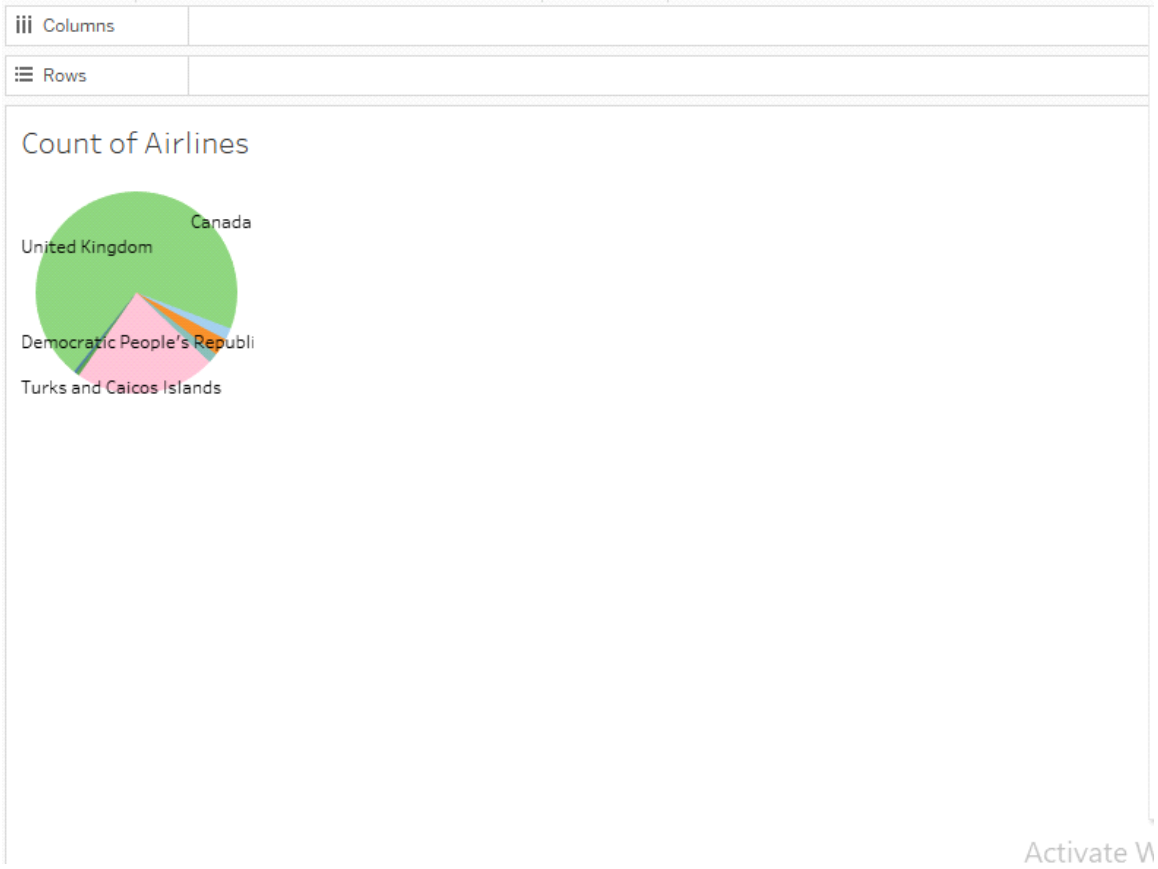 Columns
Rows
Count of Airlines
Canada
United Kingdom
Democratic People's Republi
Turks and Caicos Islands
Activate W